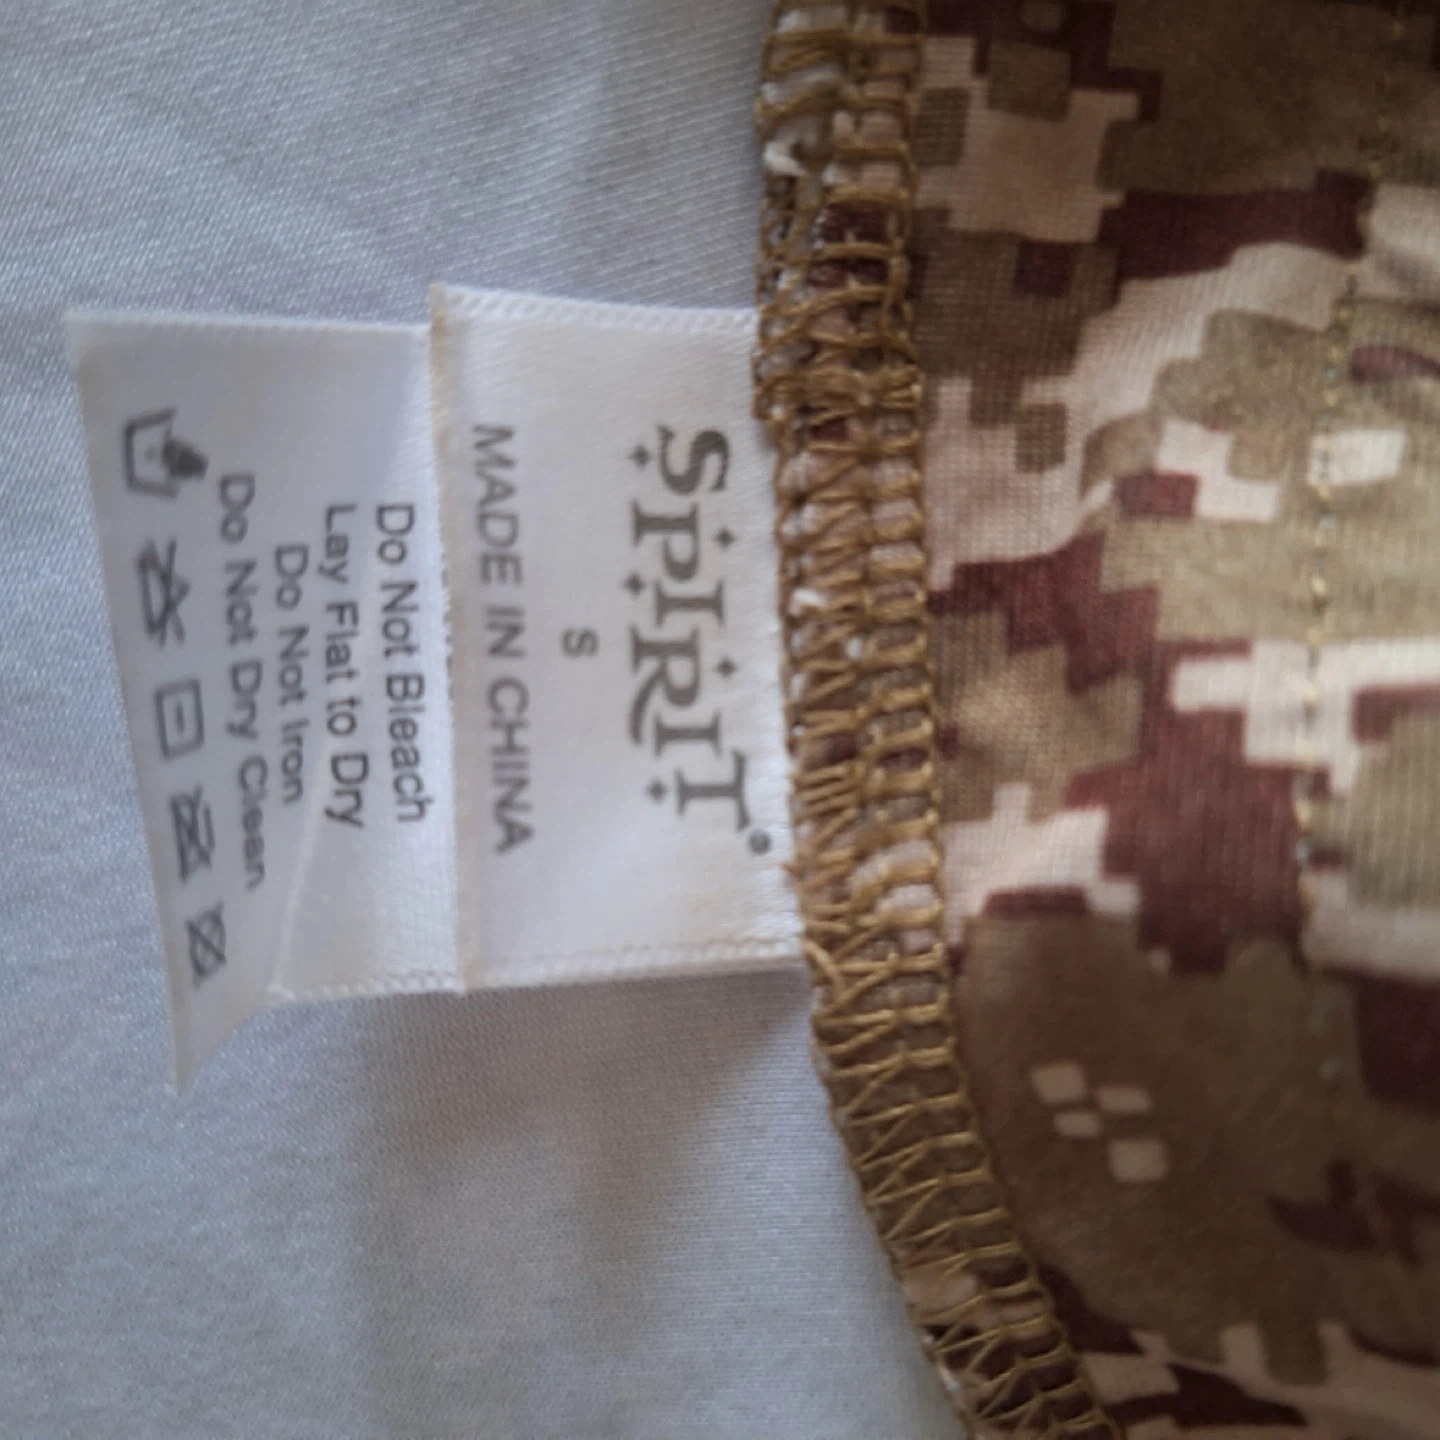 SPIRIT®
S
MADE IN CHINA
Do Not Bleach
Lay Flat to Dry
Do Not Iron
Do Not Dry Clean